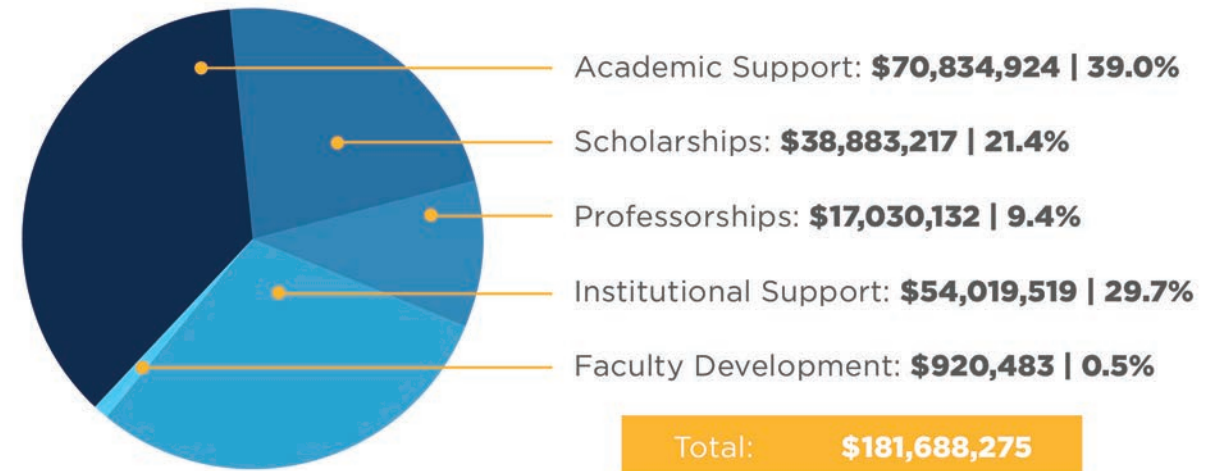 Academic Support: $70,834,924 | 39.0%
Scholarships: $38,883,217 | 21.4%
Professorships: $17,030,132 | 9.4%
Institutional Support: $54,019,519 | 29.7%
Faculty Development: $920,483 | 0.5%
Total: $181,688,275